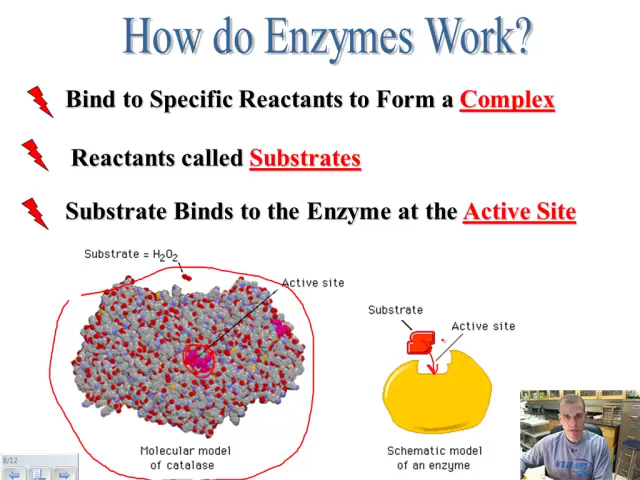 How do Enzymes Work?
Bind to Specific Reactants to Form a Complex
Reactants called Substrates
Substrate Binds to the Enzyme at the Active Site
Substrate = H₂O₂
Active site
Substrate
Active site
Molecular model
of catalase
Schematic model
of an enzyme
8/12